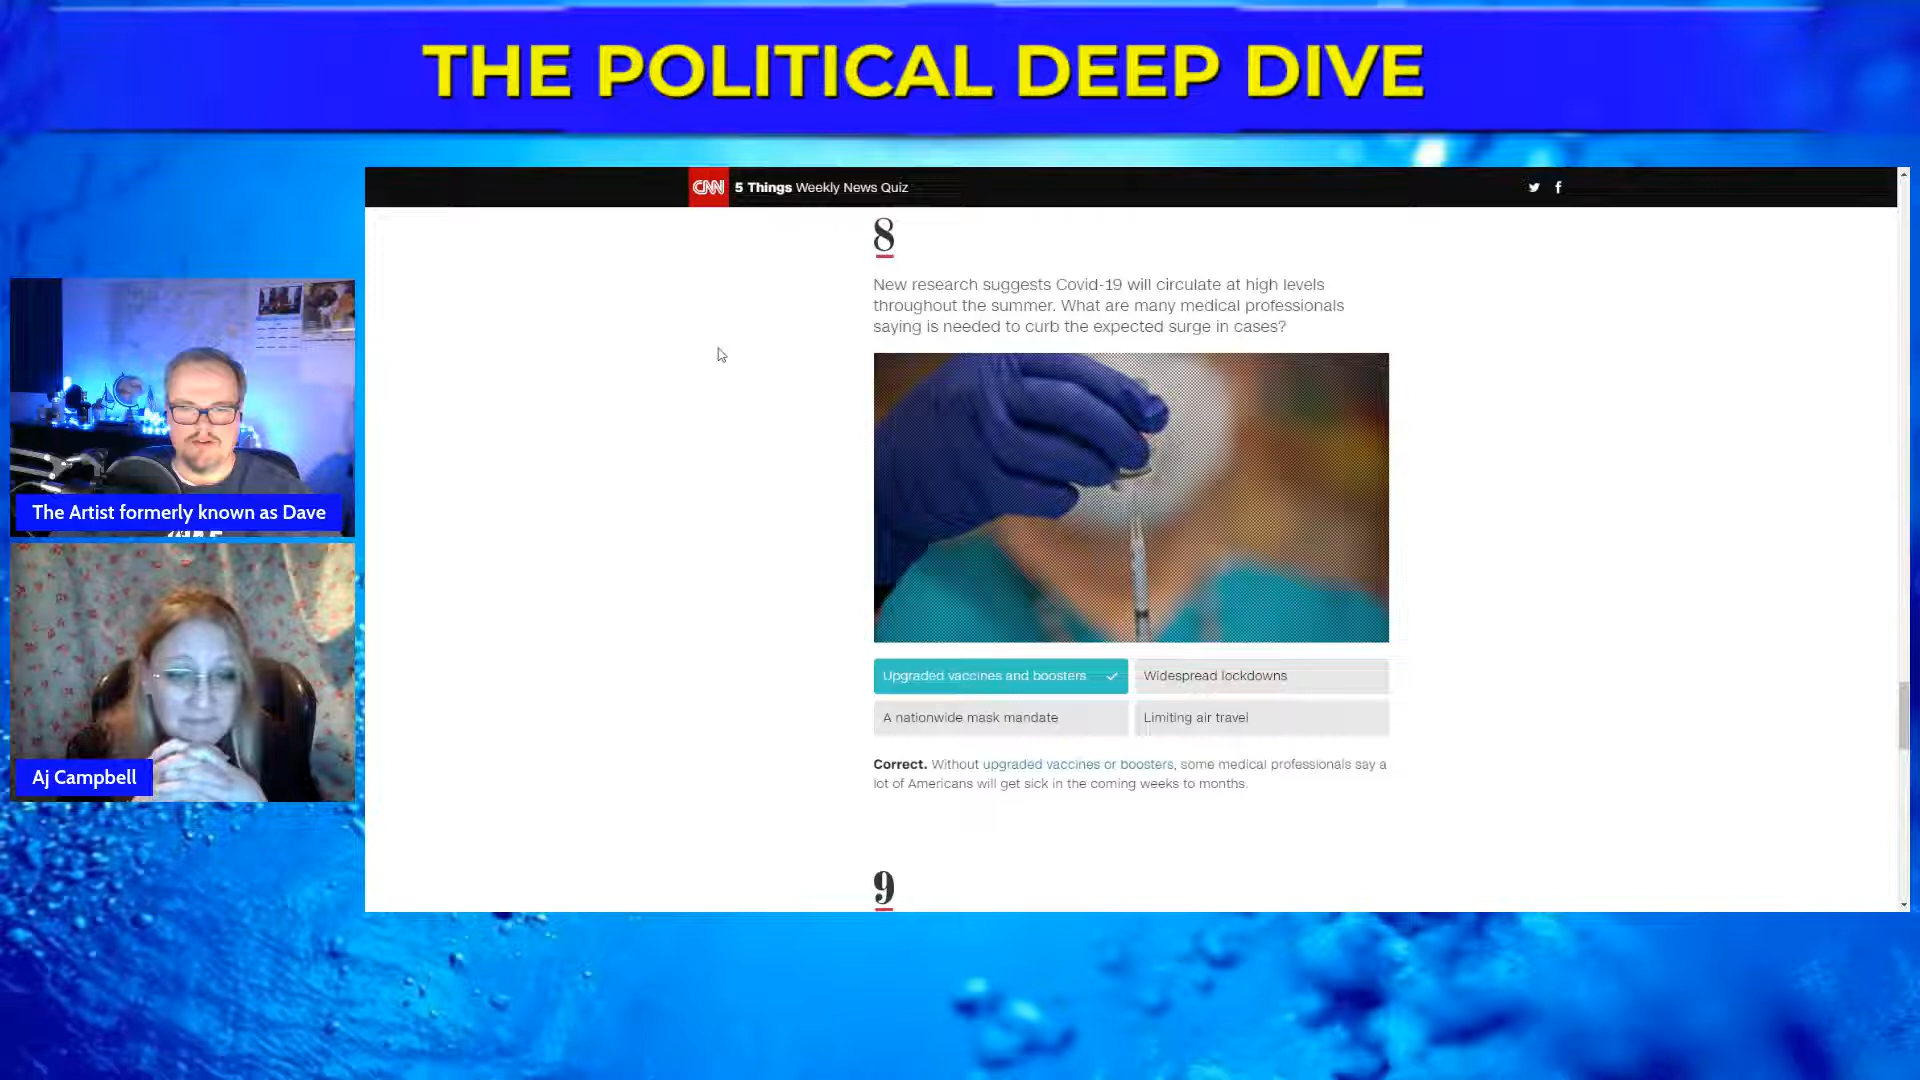 THE POLITICAL DEEP DIVE
CNN 5 Things Weekly News Quiz
8
New research suggests Covid-19 will circulate at high levels
throughout the summer. What are many medical professionals
saying is needed to curb the expected surge in cases?
The Artist formerly known as Dave
Aj Campbell
Upgraded vaccines and boosters
Widespread lockdowns
A nationwide mask mandate
Limiting air travel
Correct. Without upgraded vaccines or boosters, some medical professionals say a
lot of Americans will get sick in the coming weeks to months.
9